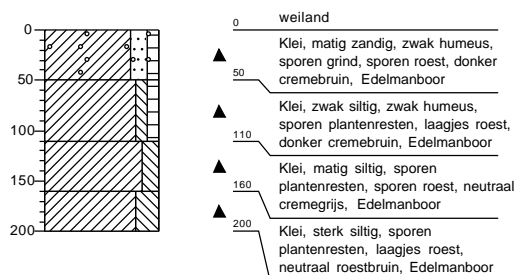 0
50
100
150
200
0
weiland
Klei, matig zandig, zwak humeus,
sporen grind, sporen roest, donker
cremebruin, Edelmanboor
50
Klei, zwak siltig, zwak humeus,
sporen plantenresten, laagjes roest,
donker cremebruin, Edelmanboor
110
Klei, matig siltig, sporen
plantenresten, sporen roest, neutraal
cremegrijs, Edelmanboor
160
200
Klei, sterk siltig, sporen
plantenresten, laagjes roest,
neutraal roestbruin, Edelmanboor